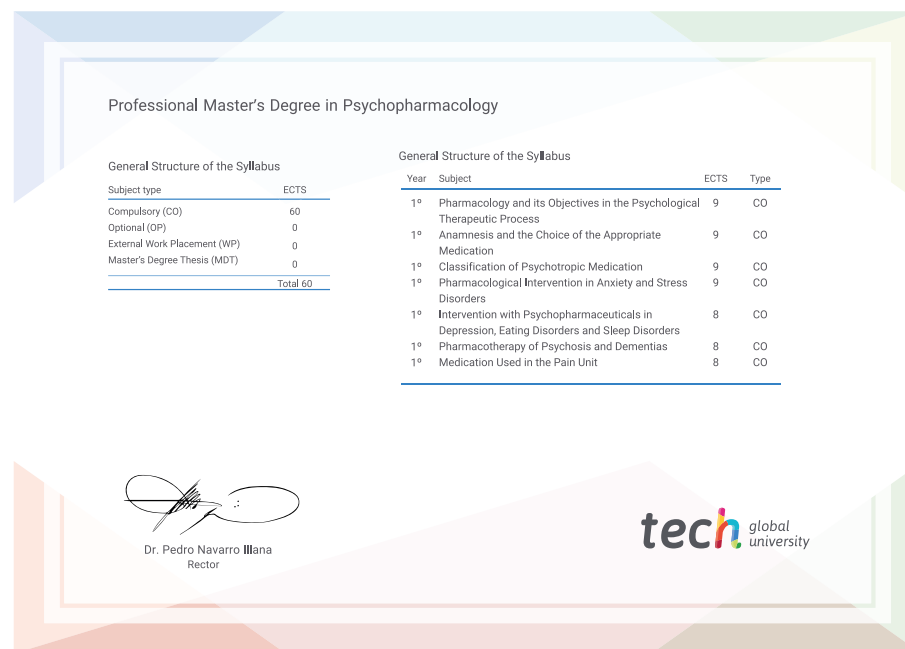 Professional Master's Degree in Psychopharmacology
General Structure of the Syllabus
Subject type ECTS
Compulsory (CO) 60
Optional (OP) 0
External Work Placement (WP) 0
Master's Degree Thesis (MDT) 0
Total 60
General Structure of the Syllabus
Year Subject ECTS Type
1º Pharmacology and its Objectives in the Psychological 9 CO
Therapeutic Process
1º Anamnesis and the Choice of the Appropriate 9 CO
Medication
1º Classification of Psychotropic Medication 9 CO
1º Pharmacological Intervention in Anxiety and Stress 9 CO
Disorders
1º Intervention with Psychopharmaceuticals in 8 CO
Depression, Eating Disorders and Sleep Disorders
1º Pharmacotherapy of Psychosis and Dementias 8 CO
1º Medication Used in the Pain Unit 8 CO
Dr. Pedro Navarro Illana
Rector
tech global
university